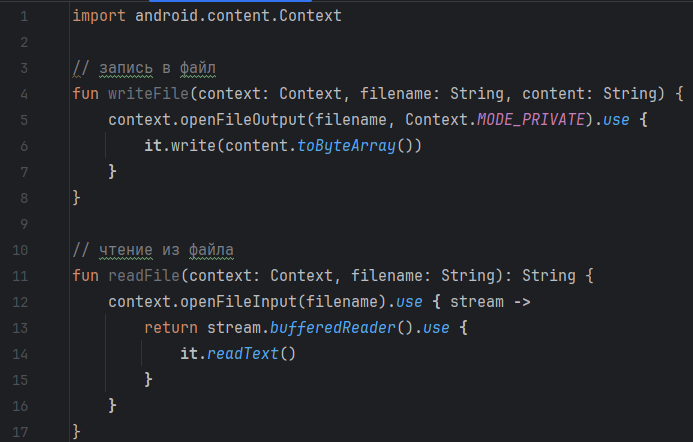 1 import android.content.Context
2
3 // запись в файл
4 fun writeFile(context: Context, filename: String, content: String) {
5     context.openFileOutput(filename, Context.MODE_PRIVATE).use {
6         it.write(content.toByteArray())
7     }
8 }
9
10 // чтение из файла
11 fun readFile(context: Context, filename: String): String {
12     context.openFileInput(filename).use { stream ->
13         return stream.bufferedReader().use {
14             it.readText()
15         }
16     }
17 }